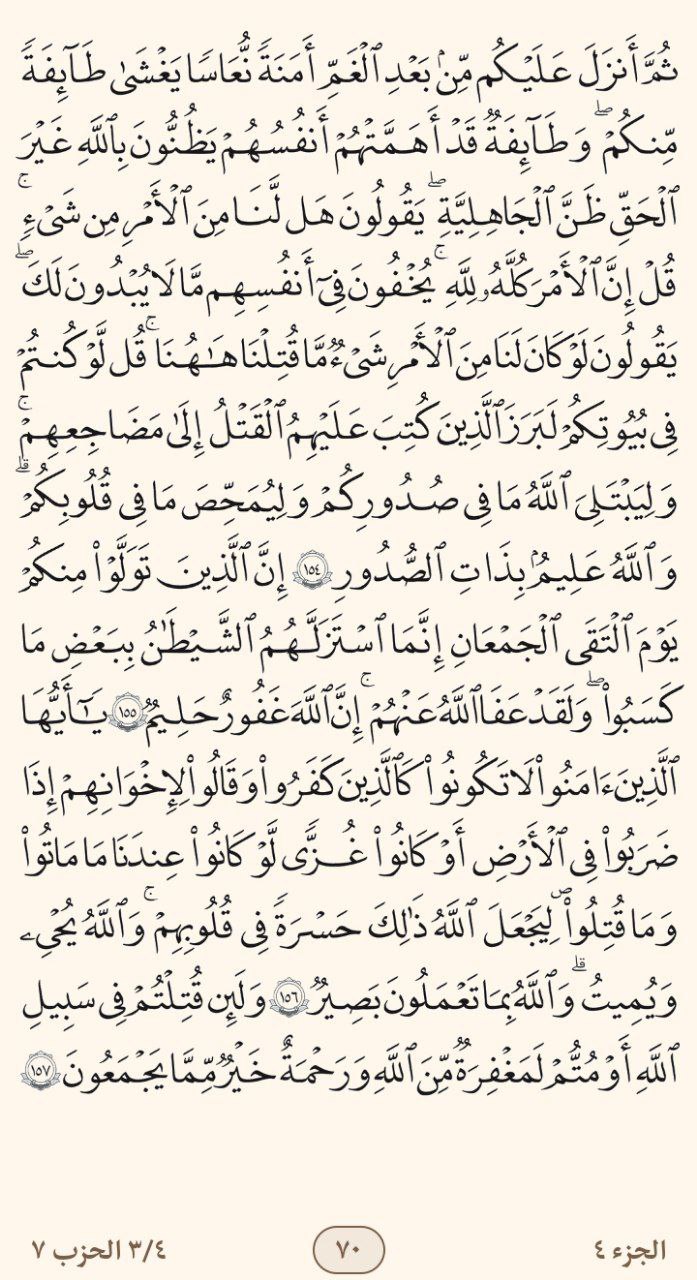 ثُمَّ أَنزَلَ عَلَيْكُم مِّنۢ بَعْدِ ٱلْغَمِّ أَمَنَةً نُّعَاسًا يَغْشَىٰ طَآئِفَةً
مِّنكُمْ ۖ وَطَآئِفَةٌ قَدْ أَهَمَّتْهُمْ أَنفُسُهُمْ يَظُنُّونَ بِٱللَّهِ غَيْرَ
ٱلْحَقِّ ظَنَّ ٱلْجَـٰهِلِيَّةِ ۖ يَقُولُونَ هَل لَّنَا مِنَ ٱلْأَمْرِ مِن شَىْءٍ ۗ
قُلْ إِنَّ ٱلْأَمْرَ كُلَّهُۥ لِلَّهِ ۗ يُخْفُونَ فِىٓ أَنفُسِهِم مَّا لَا يُبْدُونَ لَكَ ۖ
يَقُولُونَ لَوْ كَانَ لَنَا مِنَ ٱلْأَمْرِ شَىْءٌ مَّا قُتِلْنَا هَـٰهُنَا ۗ قُل لَّوْ كُنتُمْ
فِى بُيُوتِكُمْ لَبَرَزَ ٱلَّذِينَ كُتِبَ عَلَيْهِمُ ٱلْقَتْلُ إِلَىٰ مَضَاجِعِهِمْ ۖ
وَلِيَبْتَلِىَ ٱللَّهُ مَا فِى صُدُورِكُمْ وَلِيُمَحِّصَ مَا فِى قُلُوبِكُمْ ۗ
وَٱللَّهُ عَلِيمٌۢ بِذَاتِ ٱلصُّدُورِ ١٥٤ إِنَّ ٱلَّذِينَ تَوَلَّوْا۟ مِنكُمْ
يَوْمَ ٱلْتَقَى ٱلْجَمْعَانِ إِنَّمَا ٱسْتَزَلَّهُمُ ٱلشَّيْطَـٰنُ بِبَعْضِ مَا
كَسَبُوا۟ ۖ وَلَقَدْ عَفَا ٱللَّهُ عَنْهُمْ ۗ إِنَّ ٱللَّهَ غَفُورٌ حَلِيمٌ ١٥٥ يَـٰٓأَيُّهَا
ٱلَّذِينَ ءَامَنُوا۟ لَا تَكُونُوا۟ كَٱلَّذِينَ كَفَرُوا۟ وَقَالُوا۟ لِإِخْوَٰنِهِمْ إِذَا
ضَرَبُوا۟ فِى ٱلْأَرْضِ أَوْ كَانُوا۟ غُزًّى لَّوْ كَانُوا۟ عِندَنَا مَا مَاتُوا۟
وَمَا قُتِلُوا۟ لِيَجْعَلَ ٱللَّهُ ذَٰلِكَ حَسْرَةً فِى قُلُوبِهِمْ ۗ وَٱللَّهُ يُحْىِۦ
وَيُمِيتُ ۗ وَٱللَّهُ بِمَا تَعْمَلُونَ بَصِيرٌ ١٥٦ وَلَئِن قُتِلْتُمْ فِى سَبِيلِ
ٱللَّهِ أَوْ مُتُّمْ لَمَغْفِرَةٌ مِّنَ ٱللَّهِ وَرَحْمَةٌ خَيْرٌ مِّمَّا يَجْمَعُونَ ١٥٧
الجزء ٤ ٧٠ ٣/٤ الحزب ٧